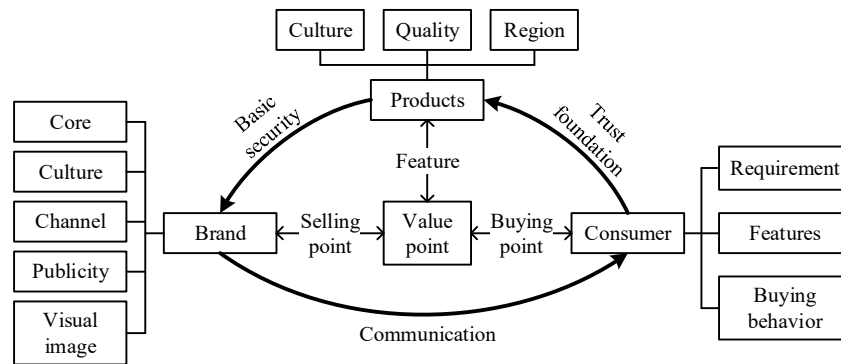 Culture
Quality
Region
Products
Basic
security
Trust
foundation
Core
Culture
Channel
Publicity
Visual
image
Brand
Selling
point
Feature
Value
point
Buying
point
Consumer
Requirement
Features
Buying
behavior
Communication